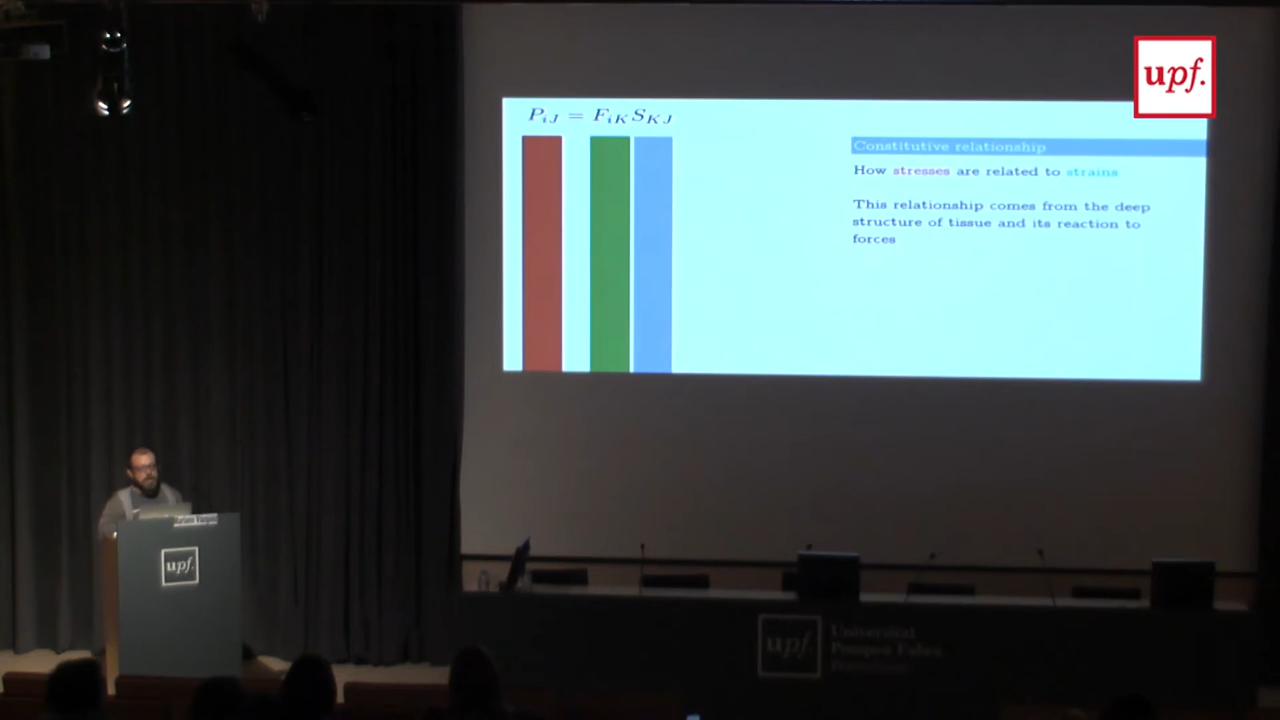 upf.
P_{iJ} = F_{iK} S_{KJ}
Constitutive relationship
How stresses are related to strains
This relationship comes from the deep
structure of tissue and its reaction to
forces
upf.
upf.
Universitat
Pompeu Fabra